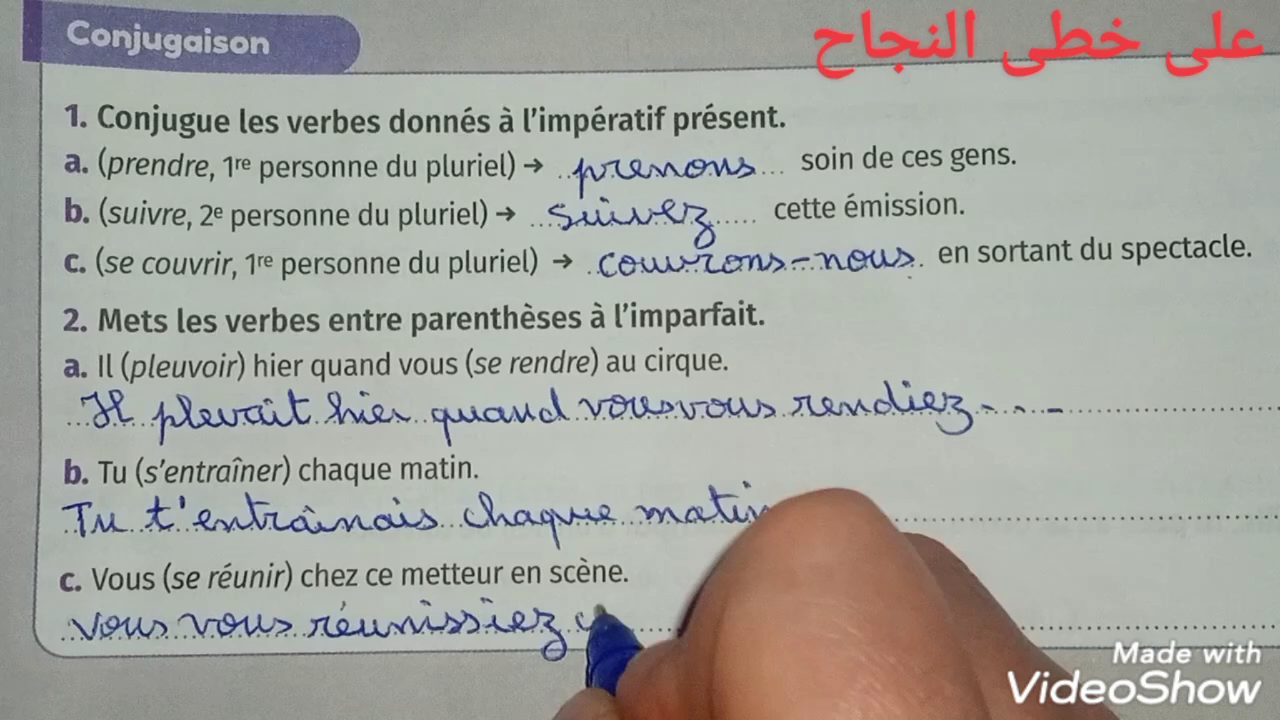 Conjugaison
على خطى النجاح
1. Conjugue les verbes donnés à l'impératif présent.
a. (prendre, 1re personne du pluriel) → prenons soin de ces gens.
b. (suivre, 2e personne du pluriel) → suivez cette émission.
c. (se couvrir, 1re personne du pluriel) → couvrons-nous en sortant du spectacle.
2. Mets les verbes entre parenthèses à l'imparfait.
a. Il (pleuvoir) hier quand vous (se rendre) au cirque.
Il plevait hier quand vous vous rendiez- - - -
b. Tu (s'entraîner) chaque matin.
Tu t'entraînais chaque matin
c. Vous (se réunir) chez ce metteur en scène.
vous vous réunissiez
Made with
VideoShow